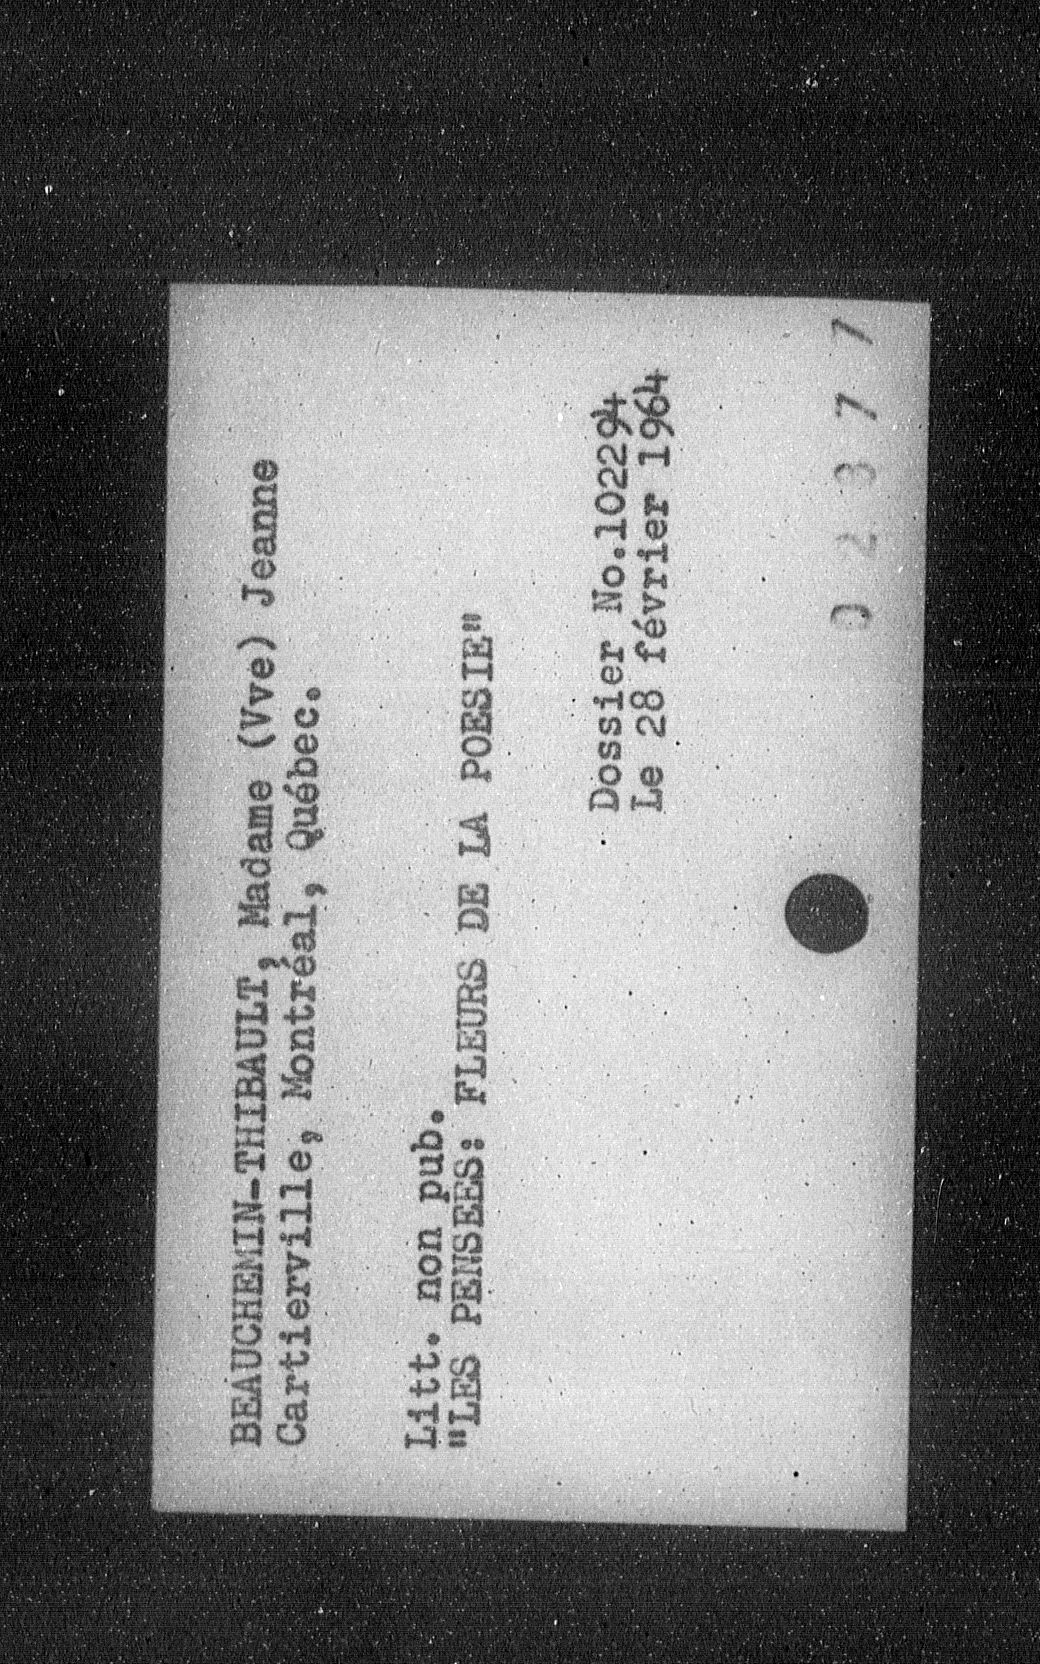 BEAUCHEMIN-THIBAULT, Madame (Vve) Jeanne
Cartierville, Montréal, Québec.
Litt. non pub.
"LES PENSEES: FLEURS DE LA POESIE"
Dossier No.102294
Le 28 février 1964
02377